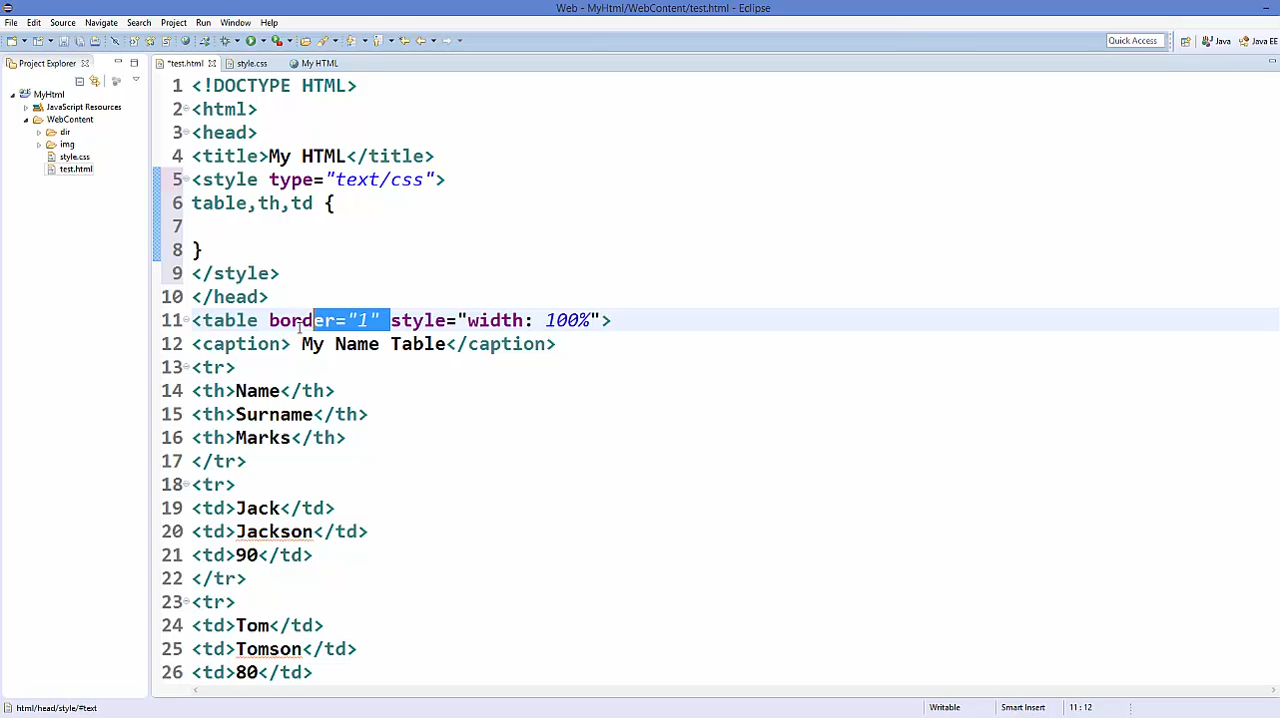 Web - MyHtml/WebContent/test.html - Eclipse
File Edit Source Navigate Search Project Run Window Help
Quick Access Java Java EE
Project Explorer
*test.html style.css My HTML
MyHtml
JavaScript Resources
WebContent
dir
img
style.css
test.html
1 <!DOCTYPE HTML>
2 <html>
3 <head>
4 <title>My HTML</title>
5 <style type="text/css">
6 table,th,td {
7
8 }
9 </style>
10 </head>
11 <table border="1" style="width: 100%">
12 <caption> My Name Table</caption>
13 <tr>
14 <th>Name</th>
15 <th>Surname</th>
16 <th>Marks</th>
17 </tr>
18 <tr>
19 <td>Jack</td>
20 <td>Jackson</td>
21 <td>90</td>
22 </tr>
23 <tr>
24 <td>Tom</td>
25 <td>Tomson</td>
26 <td>80</td>
html/head/style/#text Writable Smart Insert 11 : 12